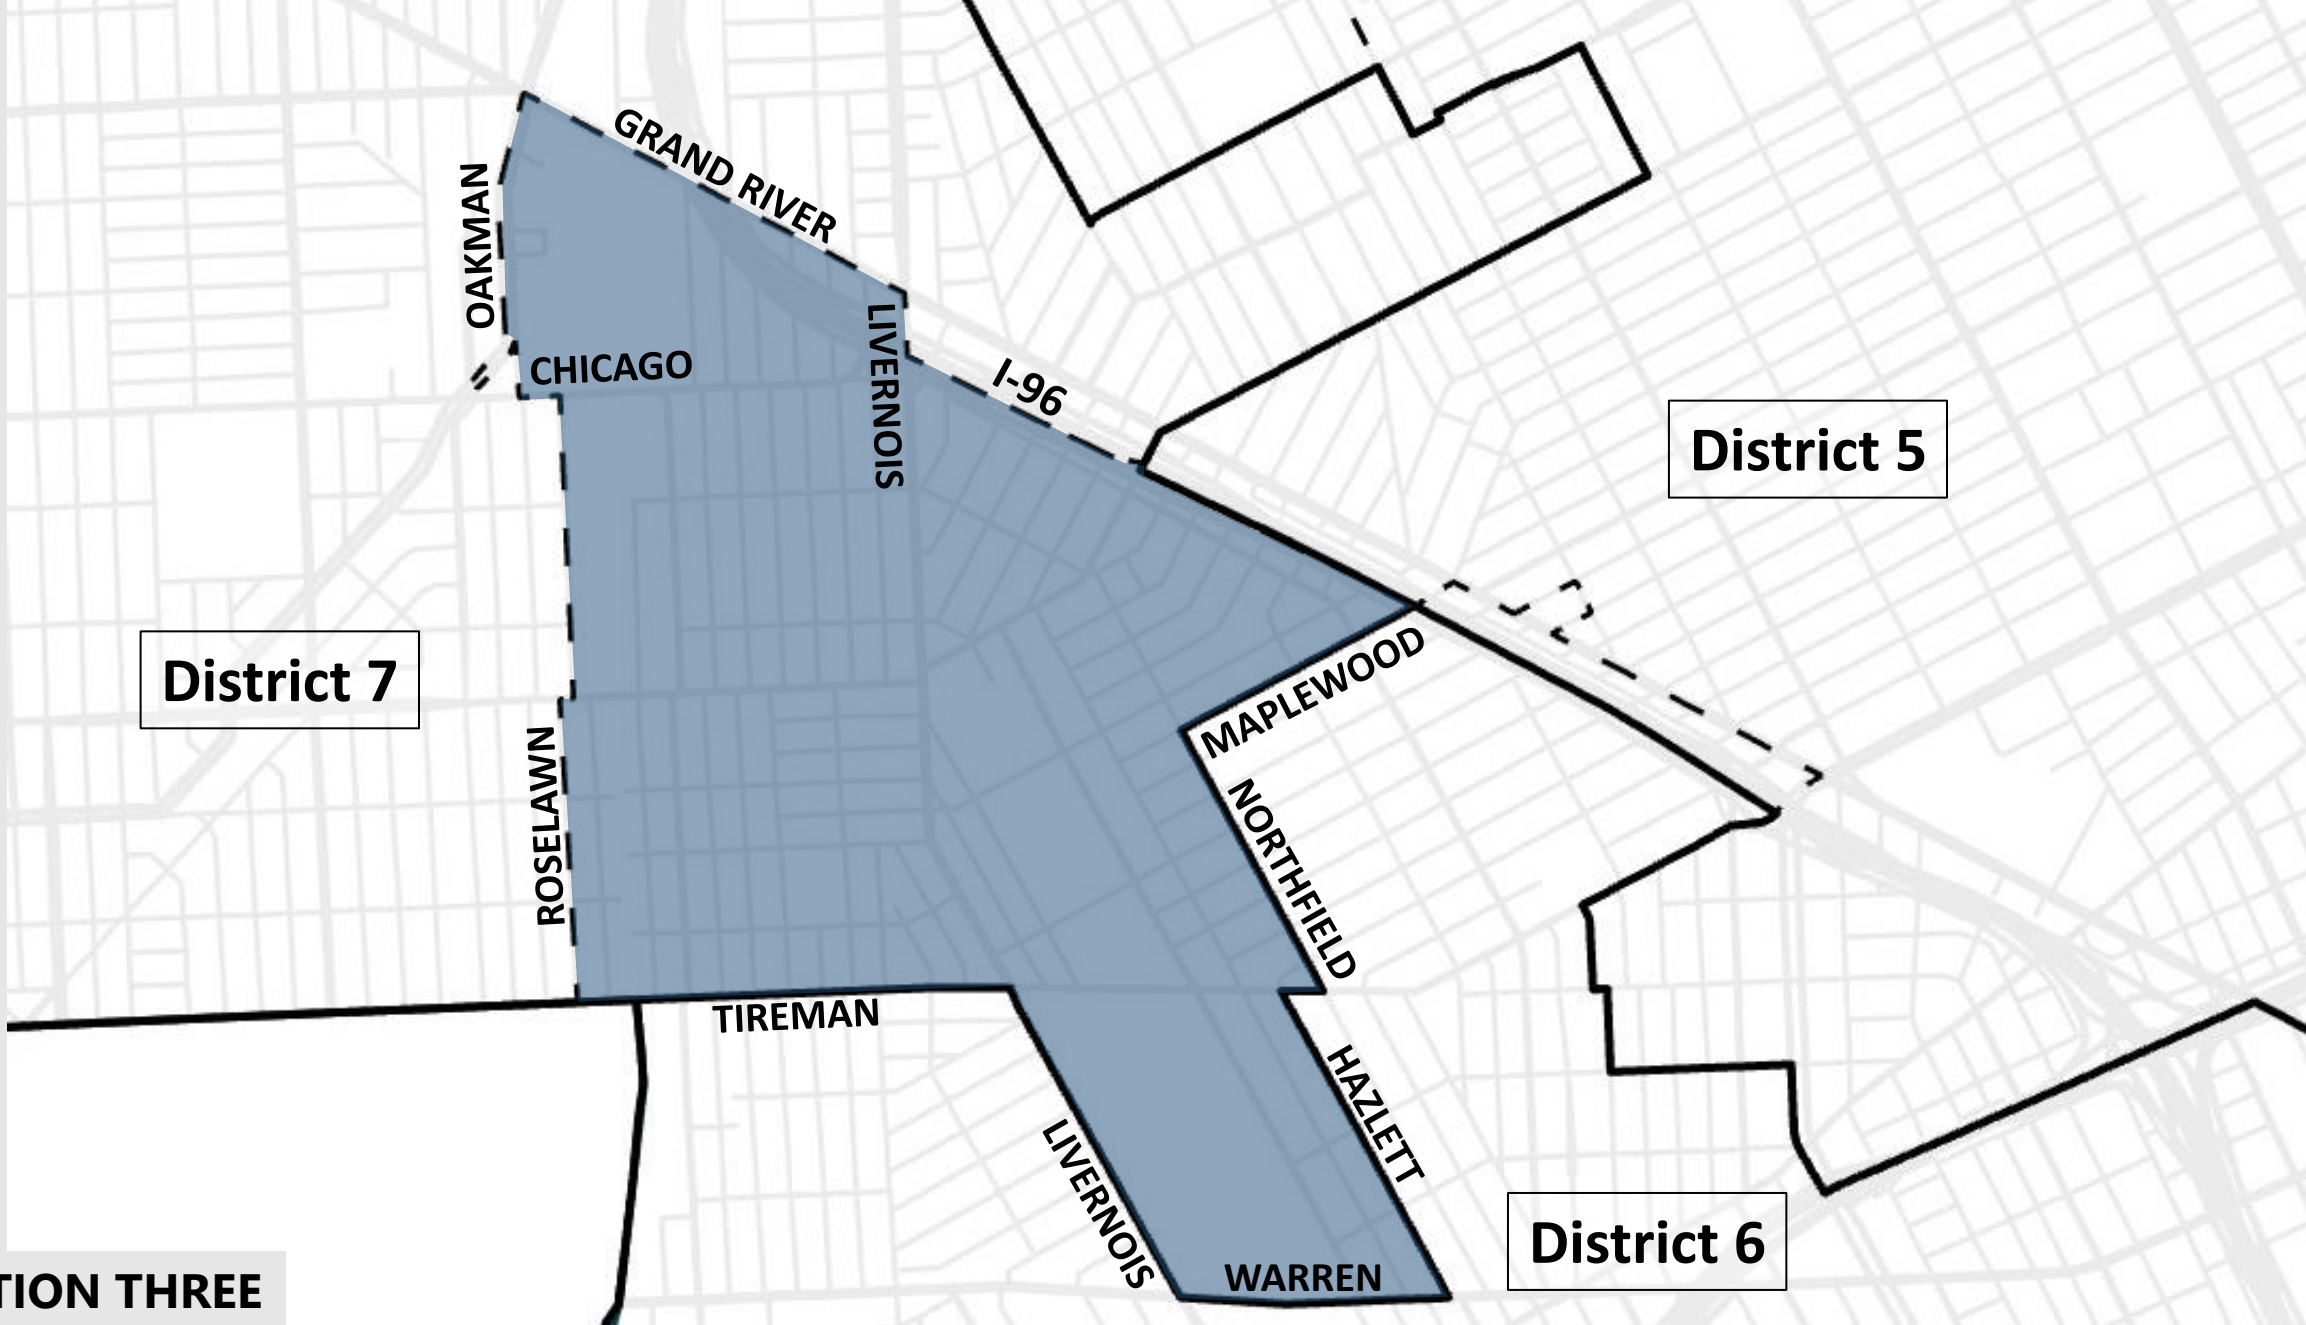 GRAND RIVER
OAKMAN
LIVERNOIS
CHICAGO
I-96
District 5
District 7
MAPLEWOOD
ROSELAWN
NORTHFIELD
TIREMAN
HAZLETT
LIVERNOIS
District 6
WARREN
TION THREE